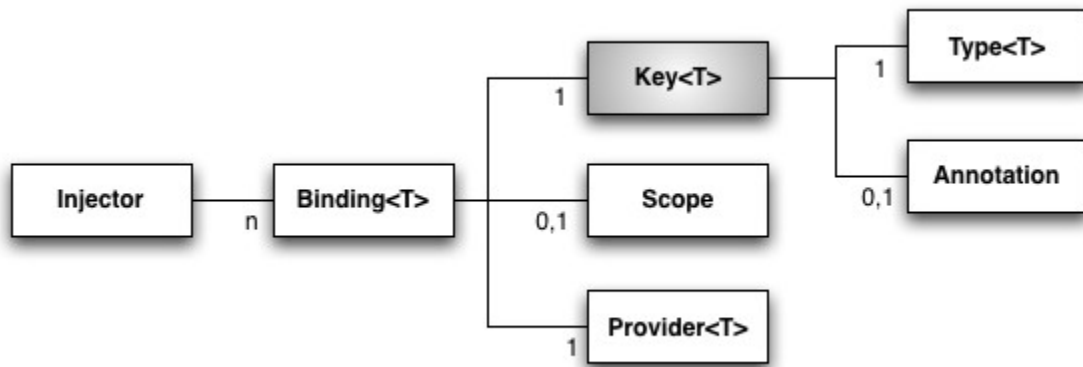 Type<T>
Key<T>
1
1
Annotation
Injector
Binding<T>
Scope
0,1
n
0,1
Provider<T>
1